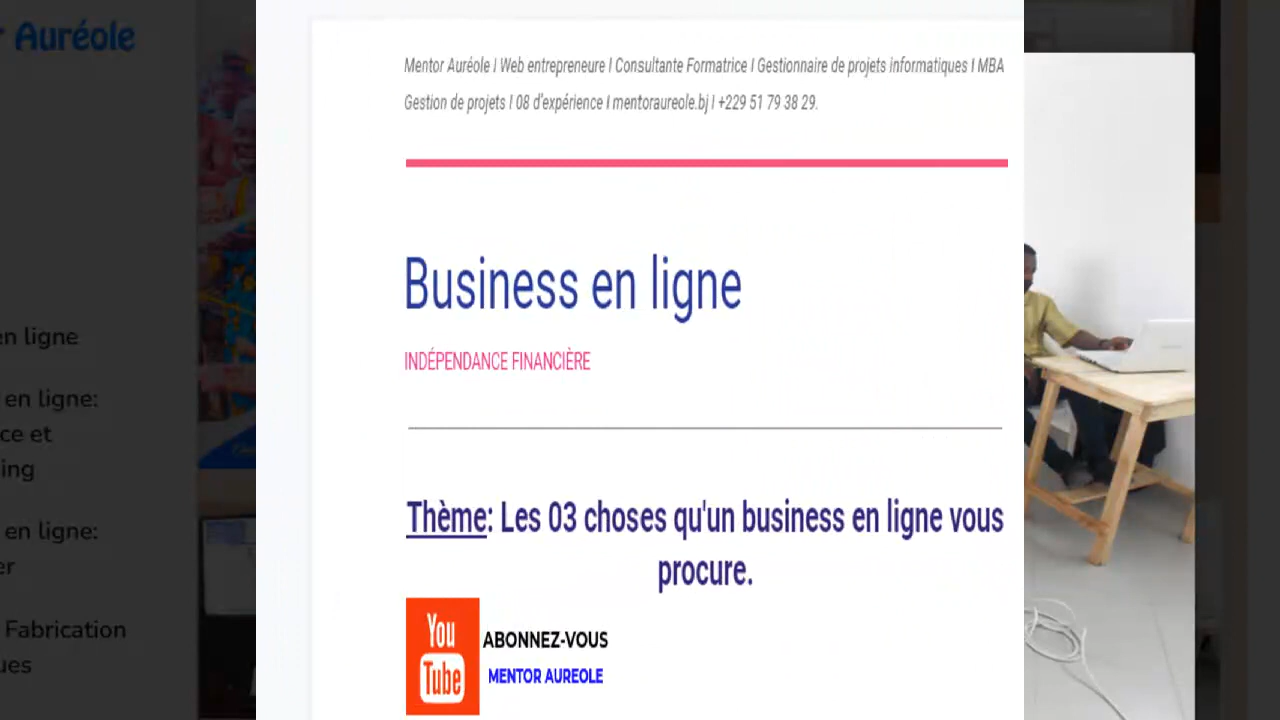 Auréole
Mentor Auréole I Web entrepreneure I Consultante Formatrice I Gestionnaire de projets informatiques I MBA
Gestion de projets I 08 d'expérience I mentoraureole.bj I +229 51 79 38 29.
Business en ligne
INDÉPENDANCE FINANCIÈRE
Thème: Les 03 choses qu'un business en ligne vous
procure.
You
Tube
ABONNEZ-VOUS
MENTOR AUREOLE
en ligne
en ligne:
ce et
ing
en ligne:
er
Fabrication
ues